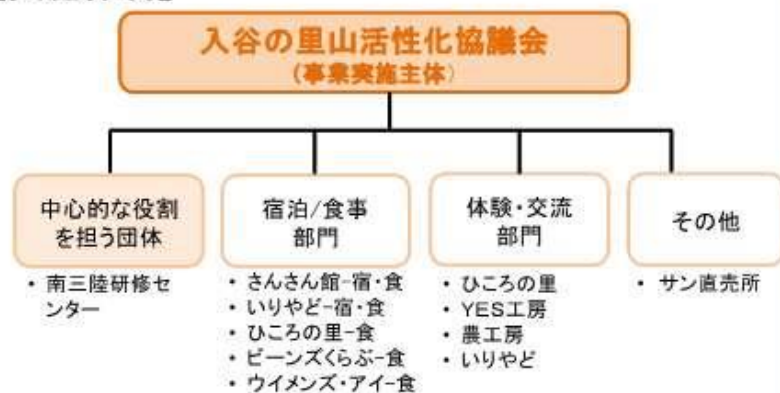 入谷の里山活性化協議会
(事業実施主体)
中心的な役割
を担う団体
・ 南三陸研修セ
ンター
宿泊/食事
部門
・ さんさん館-宿・食
・ いりやど-宿・食
・ ひころの里-食
・ ビーンズくらぶ-食
・ ウイメンズ・アイ-食
体験・交流
部門
・ ひころの里
・ YES工房
・ 農工房
・ いりやど
その他
・ サン直売所